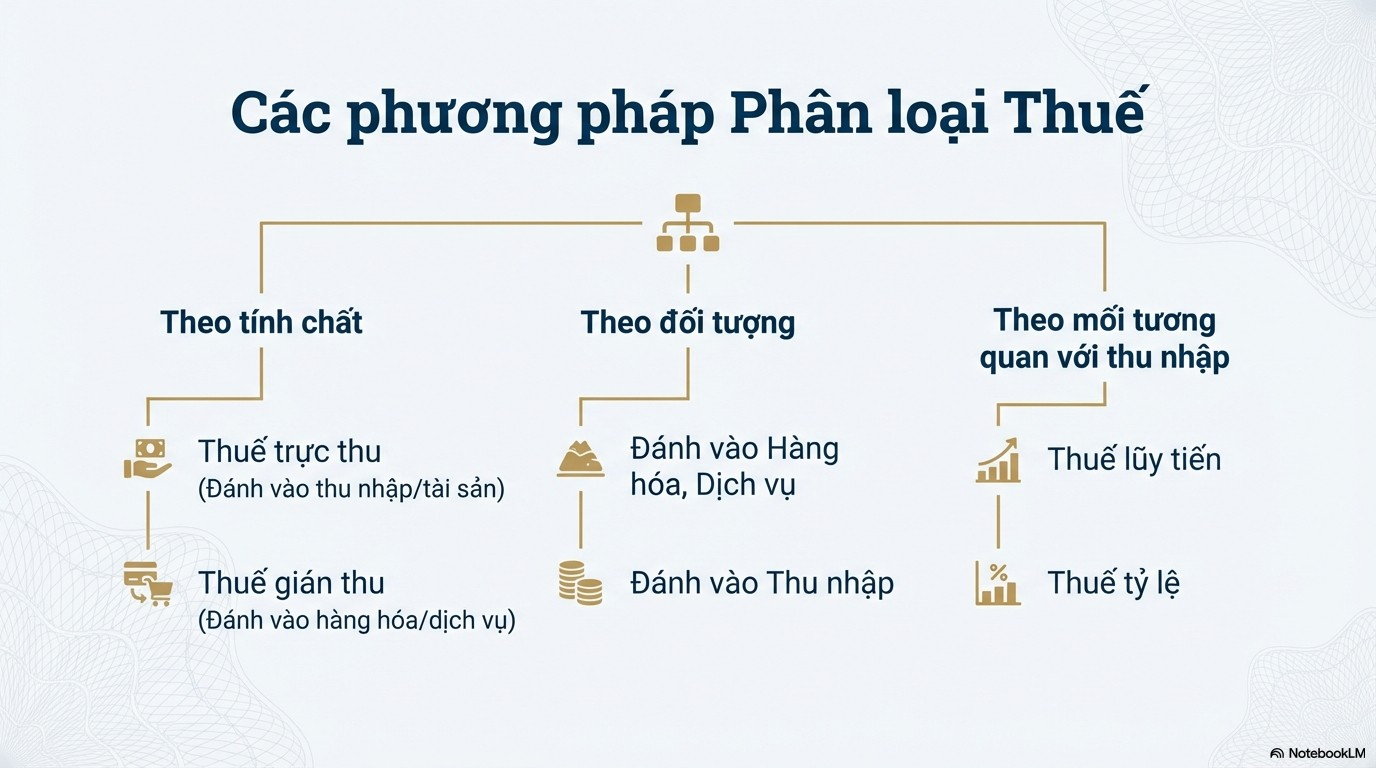 Các phương pháp Phân loại Thuế
Theo tính chất
Thuế trực thu
(Đánh vào thu nhập/tài sản)
Thuế gián thu
(Đánh vào hàng hóa/dịch vụ)
Theo đối tượng
Đánh vào Hàng
hóa, Dịch vụ
Đánh vào Thu nhập
Theo mối tương
quan với thu nhập
Thuế lũy tiến
%
Thuế tỷ lệ
NotebookLM